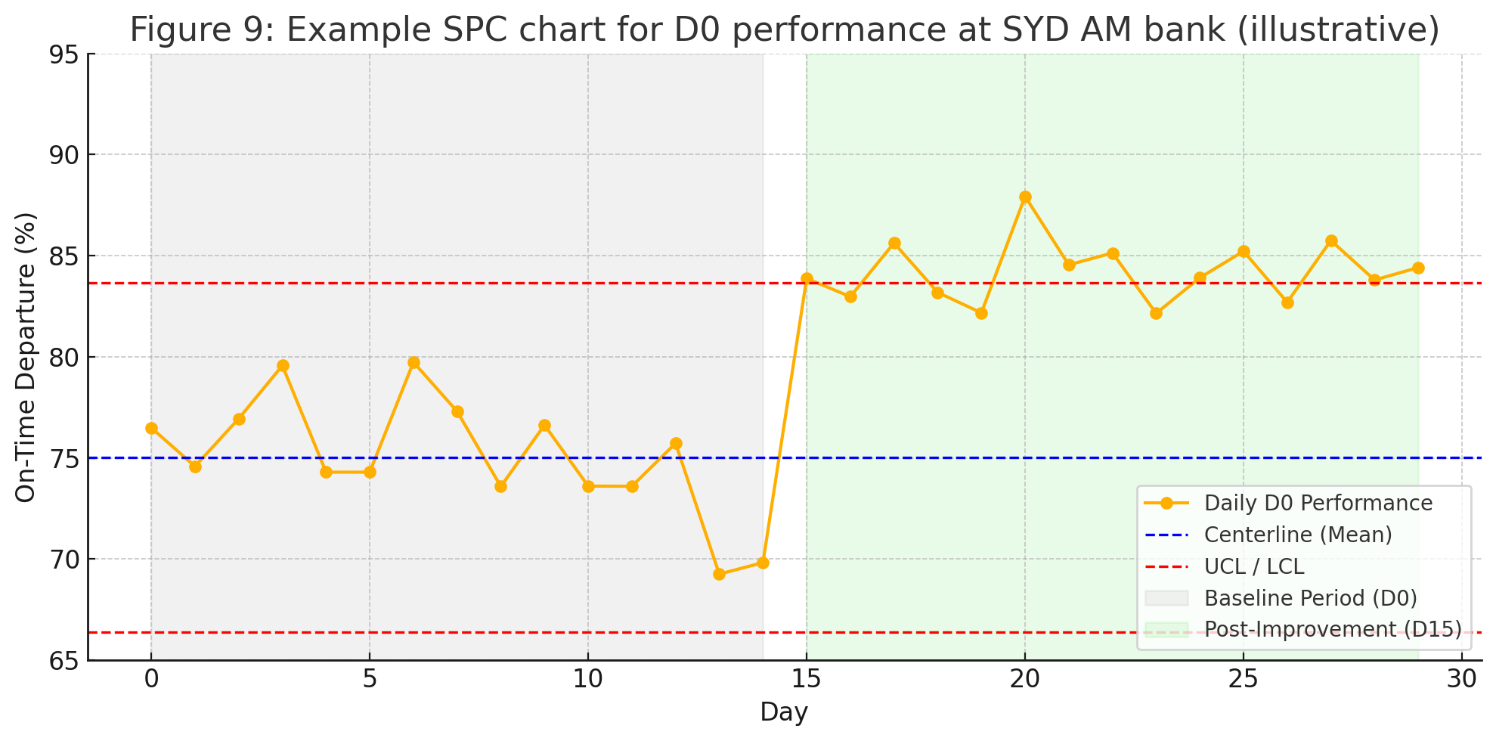 Figure 9: Example SPC chart for D0 performance at SYD AM bank (illustrative)
95
90
85
80
75
70
65
On-Time Departure (%)
Daily D0 Performance
Centerline (Mean)
UCL / LCL
Baseline Period (D0)
Post-Improvement (D15)
0 5 10 15 20 25 30
Day